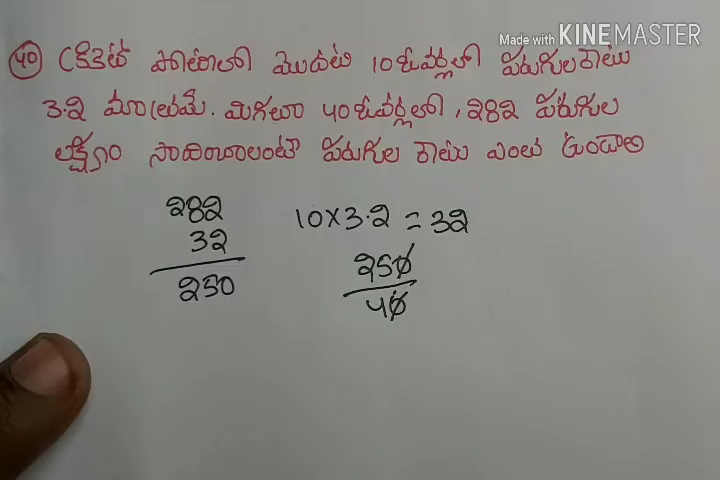 Made with KINEMASTER
40 క్రికెట్ పోటీలలో మొదట 10 ఓవర్లలో పరుగుల రేటు
3.2 మాత్రమే. మిగిలిన 40 ఓవర్లలో, 282 పరుగుల
లక్ష్యం సాధించాలంటే పరుగుల రేటు ఎంత ఉండాలి
282
32
250
10×3.2 = 32
250
40